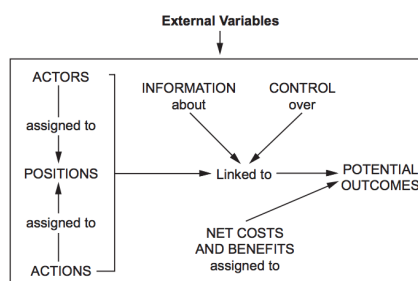 External Variables
ACTORS
INFORMATION
about
CONTROL
over
assigned to
POSITIONS
Linked to
POTENTIAL
OUTCOMES
assigned to
NET COSTS
AND BENEFITS
assigned to
ACTIONS